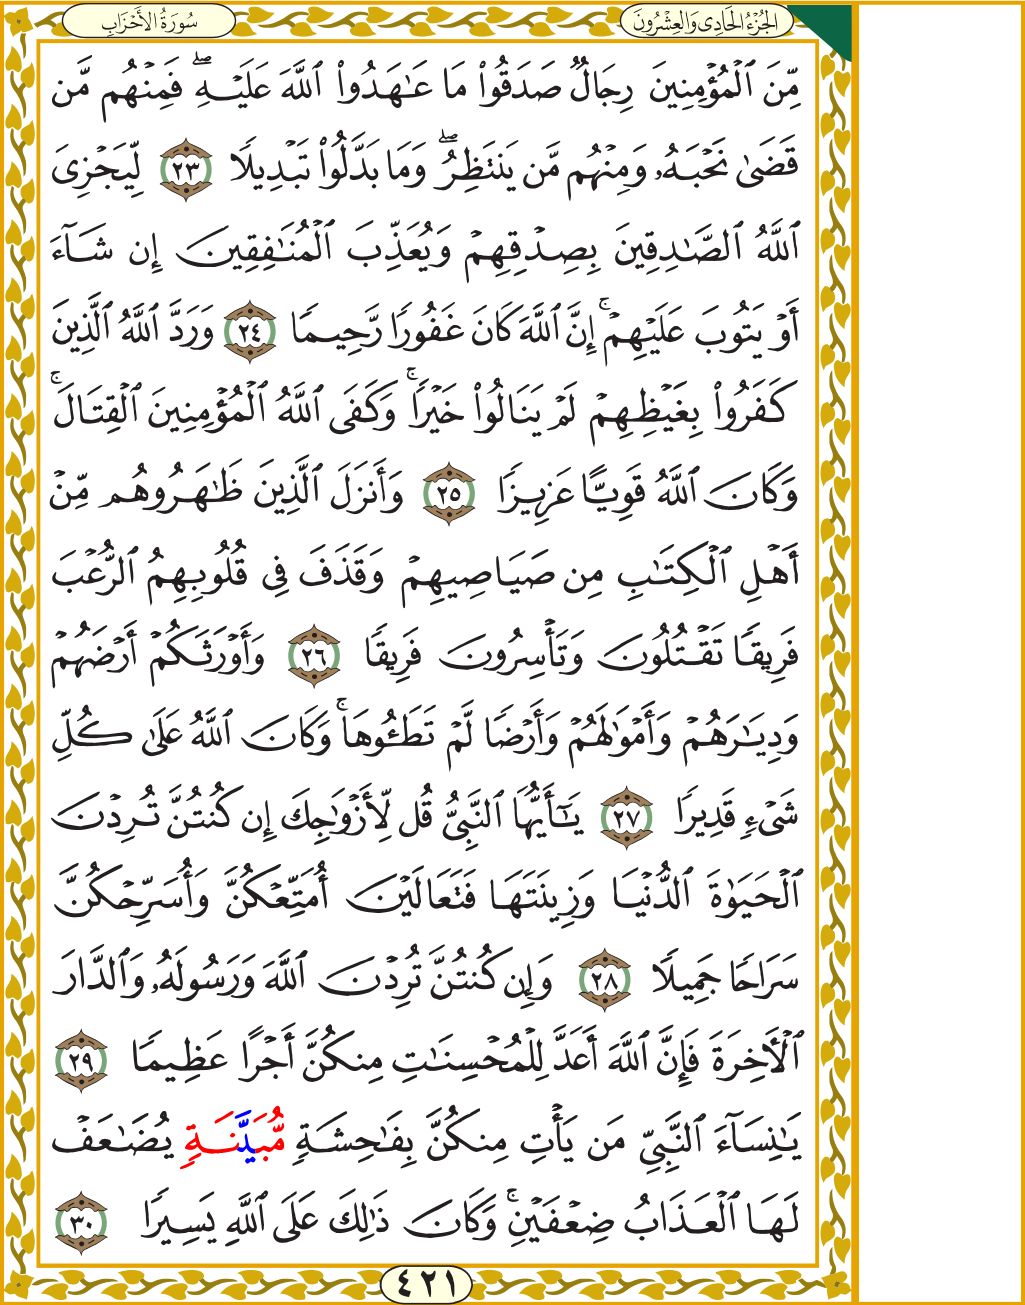 الجُزْءُ الحَادِى وَالعِشْرُونَ
سُورَةُ الأَحْزَابِ
مِّنَ ٱلْمُؤْمِنِينَ رِجَالٌ صَدَقُوا۟ مَا عَـٰهَدُوا۟ ٱللَّهَ عَلَيْهِ ۖ فَمِنْهُم مَّن
قَضَىٰ نَحْبَهُۥ وَمِنْهُم مَّن يَنتَظِرُ ۖ وَمَا بَدَّلُوا۟ تَبْدِيلًا ٢٣ لِّيَجْزِىَ
ٱللَّهُ ٱلصَّـٰدِقِينَ بِصِدْقِهِمْ وَيُعَذِّبَ ٱلْمُنَـٰفِقِينَ إِن شَآءَ
أَوْ يَتُوبَ عَلَيْهِمْ ۚ إِنَّ ٱللَّهَ كَانَ غَفُورًا رَّحِيمًا ٢٤ وَرَدَّ ٱللَّهُ ٱلَّذِينَ
كَفَرُوا۟ بِغَيْظِهِمْ لَمْ يَنَالُوا۟ خَيْرًا ۚ وَكَفَى ٱللَّهُ ٱلْمُؤْمِنِينَ ٱلْقِتَالَ ۚ
وَكَانَ ٱللَّهُ قَوِيًّا عَزِيزًا ٢٥ وَأَنزَلَ ٱلَّذِينَ ظَـٰهَرُوهُم مِّنْ
أَهْلِ ٱلْكِتَـٰبِ مِن صَيَاصِيهِمْ وَقَذَفَ فِى قُلُوبِهِمُ ٱلرُّعْبَ
فَرِيقًا تَقْتُلُونَ وَتَأْسِرُونَ فَرِيقًا ٢٦ وَأَوْرَثَكُمْ أَرْضَهُمْ
وَدِيَـٰرَهُمْ وَأَمْوَٰلَهُمْ وَأَرْضًا لَّمْ تَطَـُٔوهَا ۚ وَكَانَ ٱللَّهُ عَلَىٰ كُلِّ
شَىْءٍ قَدِيرًا ٢٧ يَـٰٓأَيُّهَا ٱلنَّبِىُّ قُل لِّأَزْوَٰجِكَ إِن كُنتُنَّ تُرِدْنَ
ٱلْحَيَوٰةَ ٱلدُّنْيَا وَزِينَتَهَا فَتَعَالَيْنَ أُمَتِّعْكُنَّ وَأُسَرِّحْكُنَّ
سَرَاحًا جَمِيلًا ٢٨ وَإِن كُنتُنَّ تُرِدْنَ ٱللَّهَ وَرَسُولَهُۥ وَٱلدَّارَ
ٱلْـَٔاخِرَةَ فَإِنَّ ٱللَّهَ أَعَدَّ لِلْمُحْسِنَـٰتِ مِنكُنَّ أَجْرًا عَظِيمًا ٢٩
يَـٰنِسَآءَ ٱلنَّبِىِّ مَن يَأْتِ مِنكُنَّ بِفَـٰحِشَةٍ مُّبَيَّنَةٍ يُضَـٰعَفْ
لَهَا ٱلْعَذَابُ ضِعْفَيْنِ ۚ وَكَانَ ذَٰلِكَ عَلَى ٱللَّهِ يَسِيرًا ٣٠
٤٢١